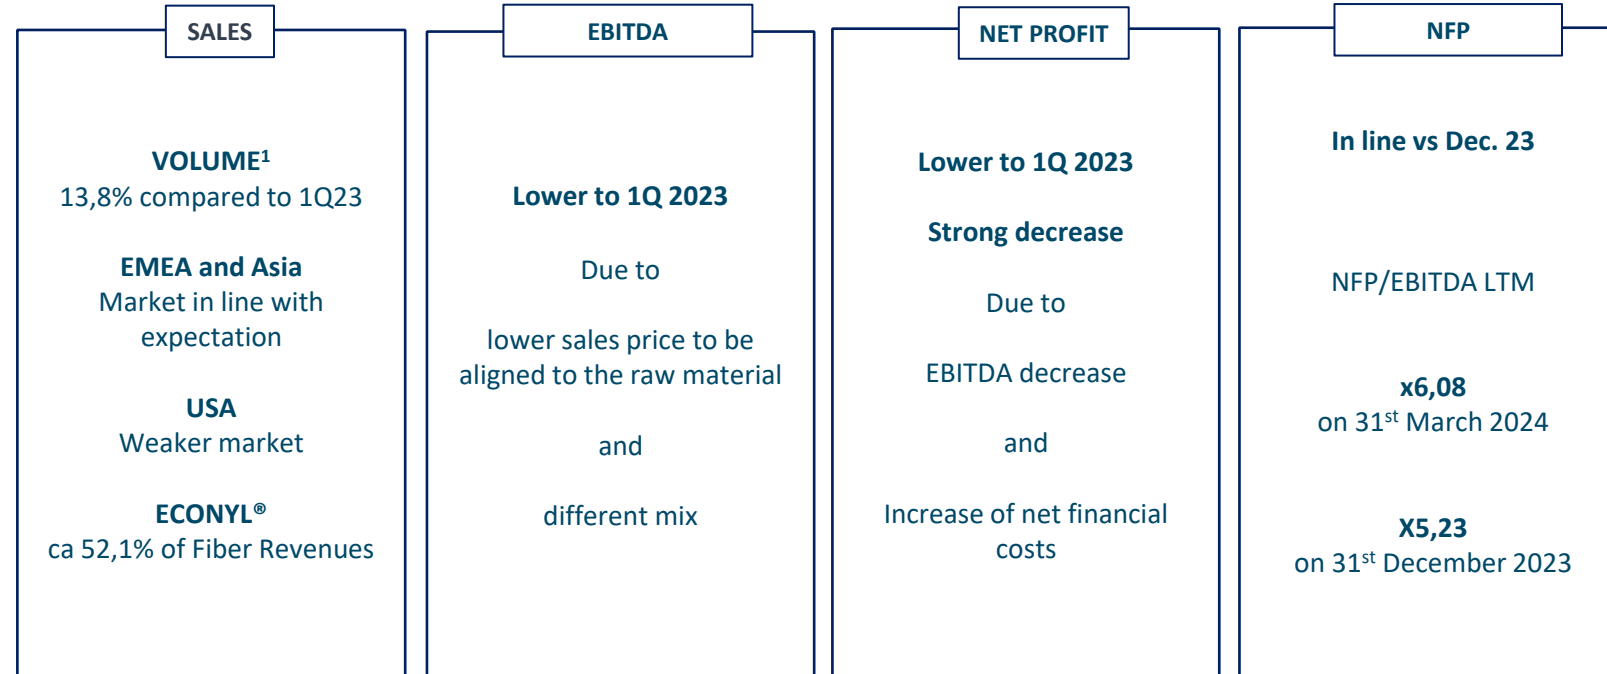 SALES
VOLUME¹
13,8% compared to 1Q23
EMEA and Asia
Market in line with
expectation
USA
Weaker market
ECONYL®
ca 52,1% of Fiber Revenues
EBITDA
Lower to 1Q 2023
Due to
lower sales price to be
aligned to the raw material
and
different mix
NET PROFIT
Lower to 1Q 2023
Strong decrease
Due to
EBITDA decrease
and
Increase of net financial
costs
NFP
In line vs Dec. 23
NFP/EBITDA LTM
x6,08
on 31st March 2024
X5,23
on 31st December 2023